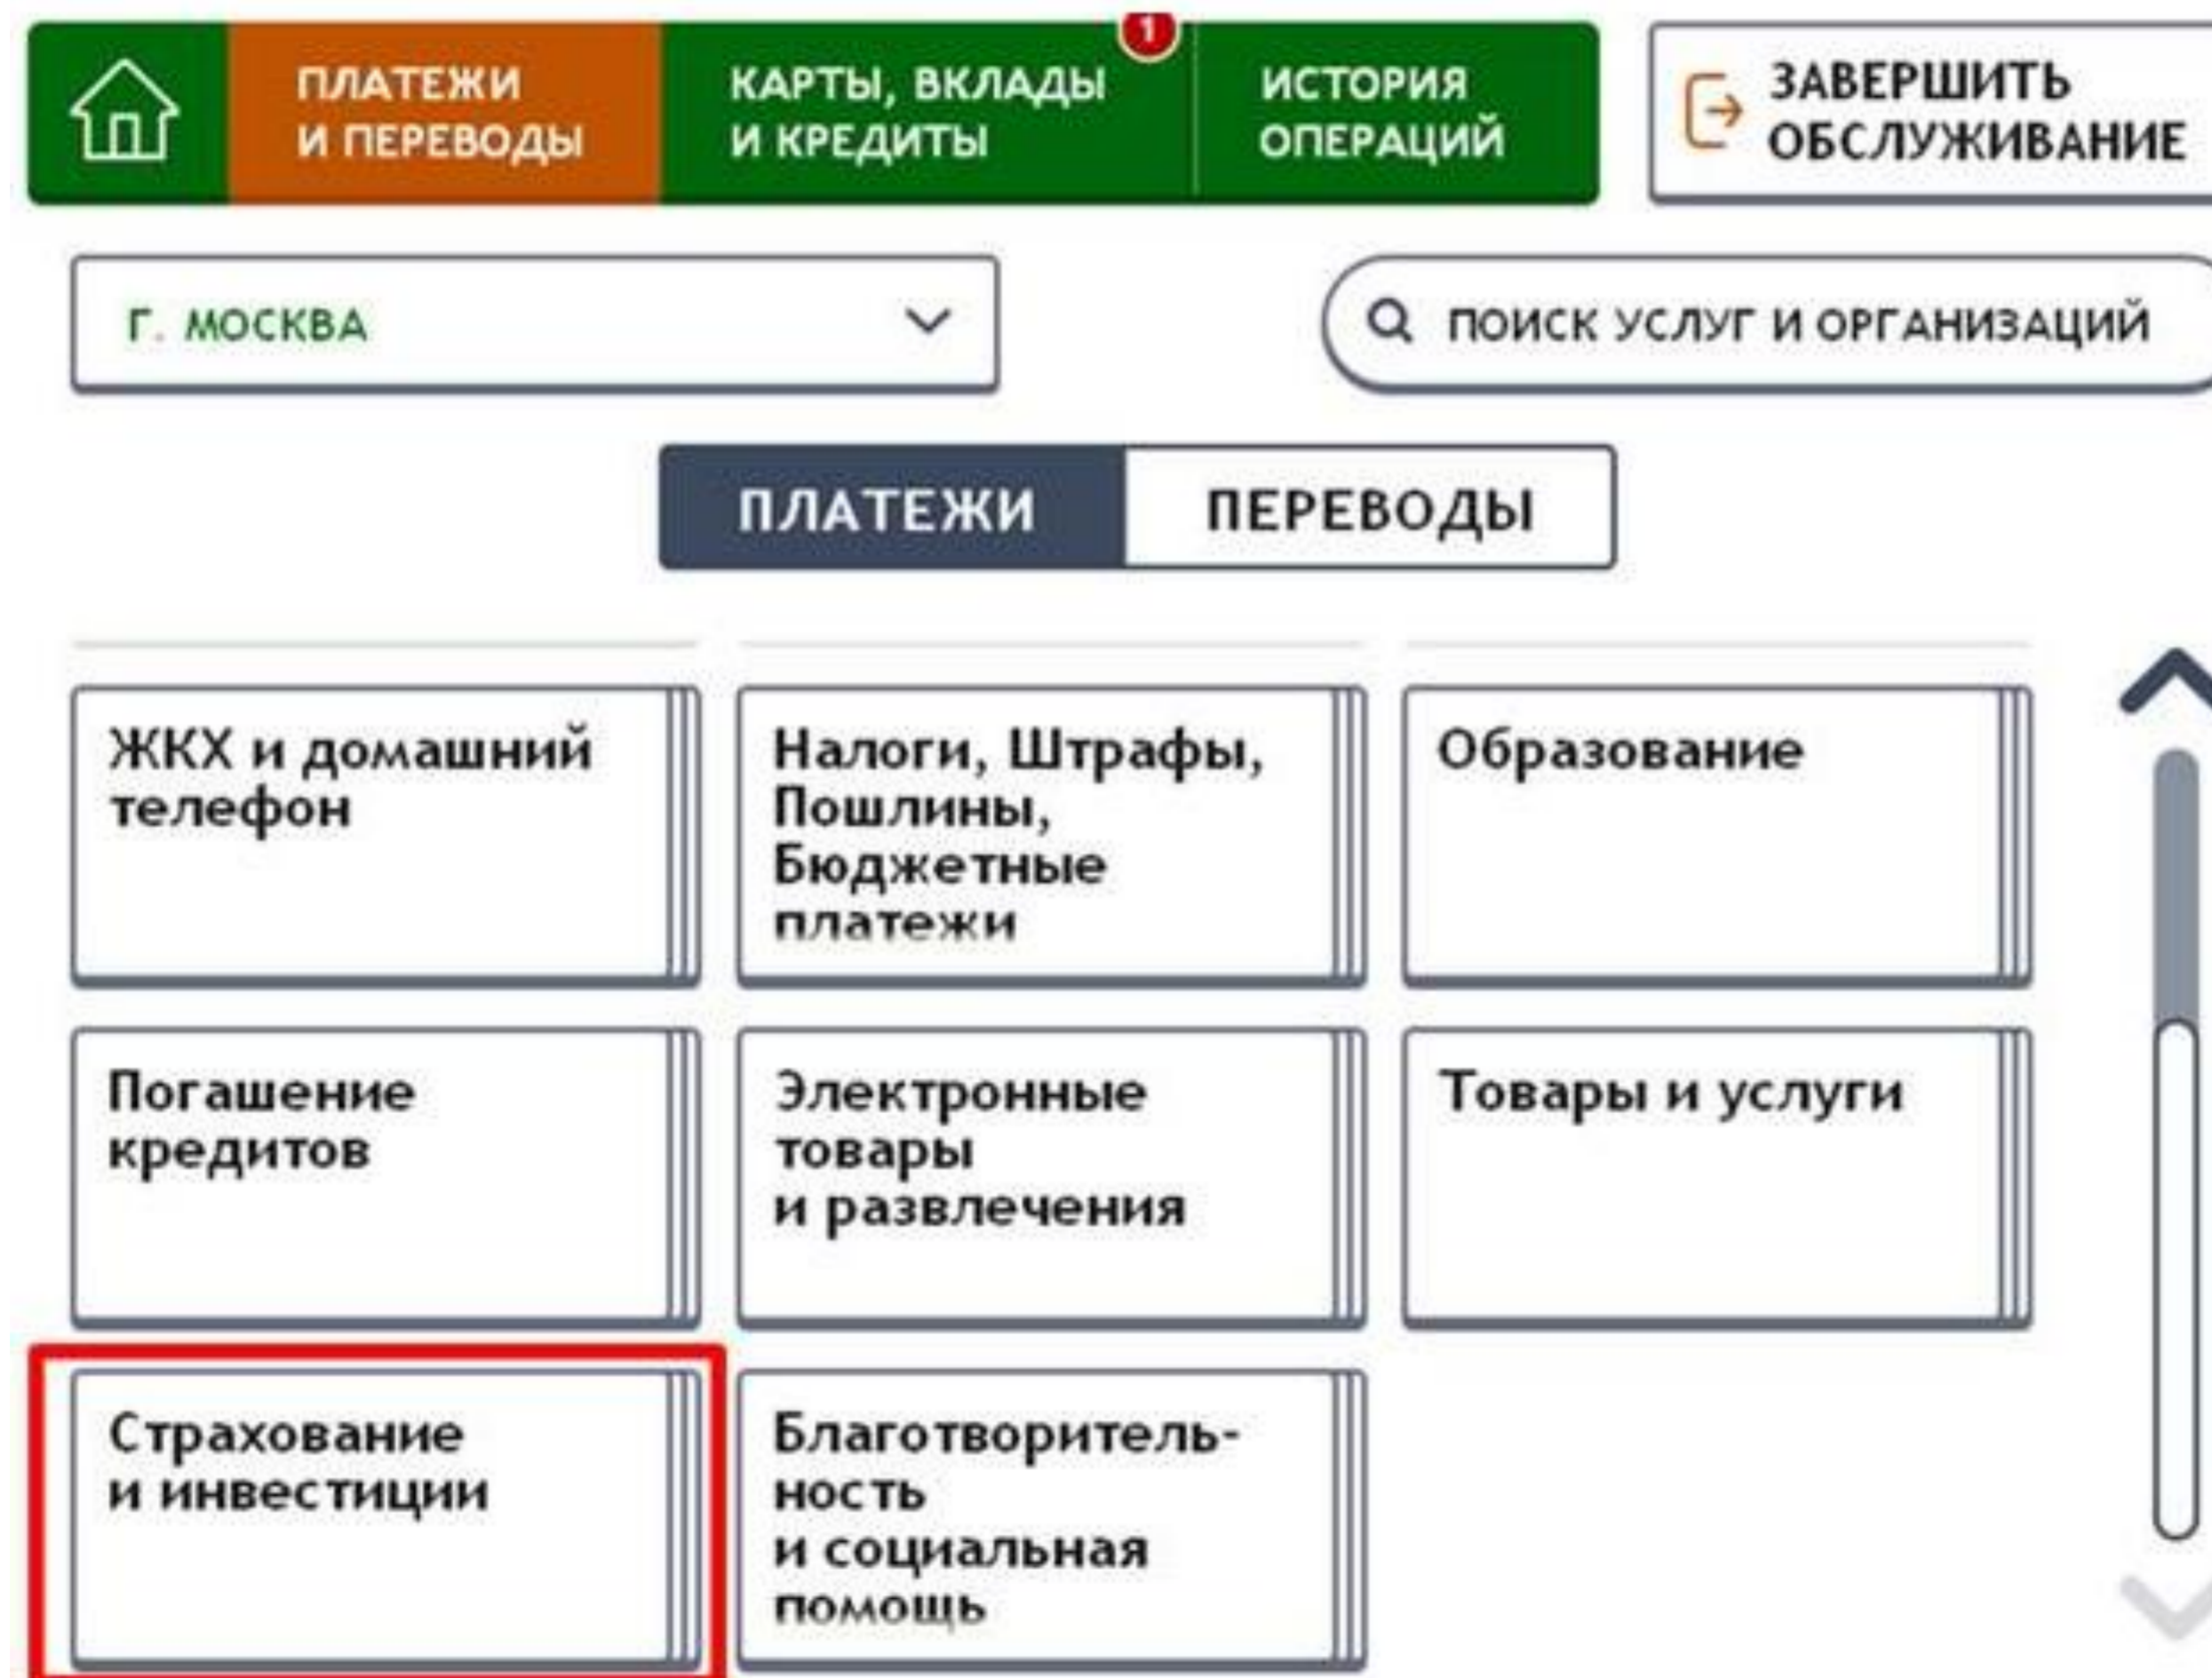 ПЛАТЕЖИ
И ПЕРЕВОДЫ
КАРТЫ, ВКЛАДЫ
И КРЕДИТЫ
1
ИСТОРИЯ
ОПЕРАЦИЙ
ЗАВЕРШИТЬ
ОБСЛУЖИВАНИЕ
Г. МОСКВА
ПОИСК УСЛУГ И ОРГАНИЗАЦИЙ
ПЛАТЕЖИ
ПЕРЕВОДЫ
ЖКХ и домашний
телефон
Налоги, Штрафы,
Пошлины,
Бюджетные
платежи
Образование
Погашение
кредитов
Электронные
товары
и развлечения
Товары и услуги
Страхование
и инвестиции
Благотворитель-
ность
и социальная
помощь